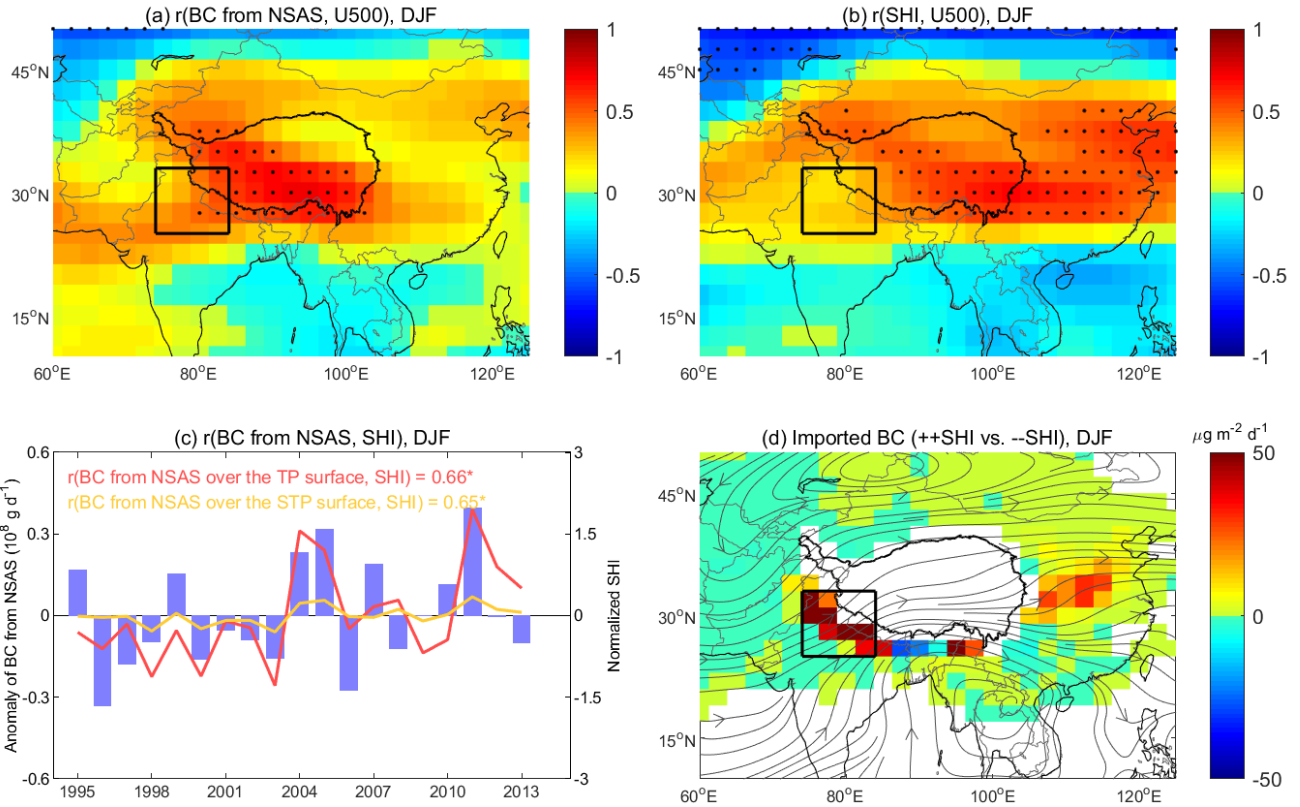 (a) r(BC from NSAS, U500), DJF
45°N
30°N
15°N
60°E 80°E 100°E 120°E
1
0.5
0
-0.5
-1
(b) r(SHI, U500), DJF
45°N
30°N
15°N
60°E 80°E 100°E 120°E
1
0.5
0
-0.5
-1
(c) r(BC from NSAS, SHI), DJF
r(BC from NSAS over the TP surface, SHI) = 0.66*
r(BC from NSAS over the STP surface, SHI) = 0.65*
Anomaly of BC from NSAS (10⁸ g d⁻¹)
0.6
0.3
0
-0.3
-0.6
1995 1998 2001 2004 2007 2010 2013
3
1.5
0
-1.5
-3
Normalized SHI
(d) Imported BC (++SHI vs. --SHI), DJF
45°N
30°N
15°N
60°E 80°E 100°E 120°E
μg m⁻² d⁻¹
50
0
-50